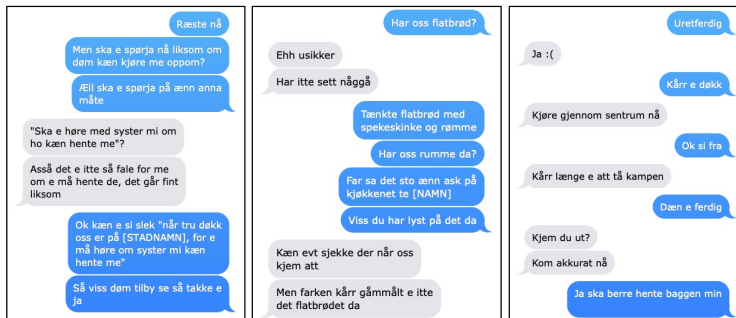 Ræste nå
Men ska e spørja nå liksom om
døm kæn kjøre me oppom?
Æll ska e spørja på ænn anna
måte
"Ska e høre med syster mi om
ho kæn hente me"?
Asså det e itte så fale for me
om e må hente de, det går fint
liksom
Ok kæn e si slek "når tru døkk
oss er på [STADNAMN], for e
må høre om syster mi kæn
hente me"
Så viss døm tilby se så takke e
ja
Har oss flatbrød?
Ehh usikker
Har itte sett någgå
Tænkte flatbrød med
spekeskinke og rømme
Har oss rumme da?
Far sa det sto ænn ask på
kjøkkenet te [NAMN]
Viss du har lyst på det da
Kæn evt sjekke der når oss
kjem att
Men farken kårr gåmmålt e itte
det flatbrødet da
Uretferdig
Ja :(
Kårr e døkk
Kjøre gjennom sentrum nå
Ok si fra
Kårr længe e att tå kampen
Dæn e ferdig
Kjem du ut?
Kom akkurat nå
Ja ska berre hente baggen min